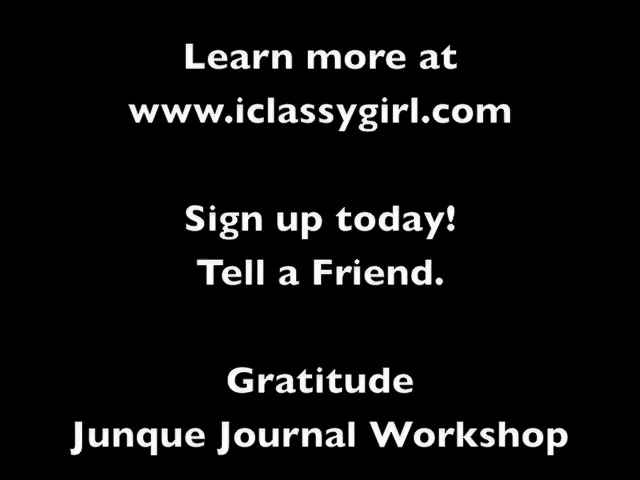 Learn more at
www.iclassygirl.com
Sign up today!
Tell a Friend.
Gratitude
Junque Journal Workshop